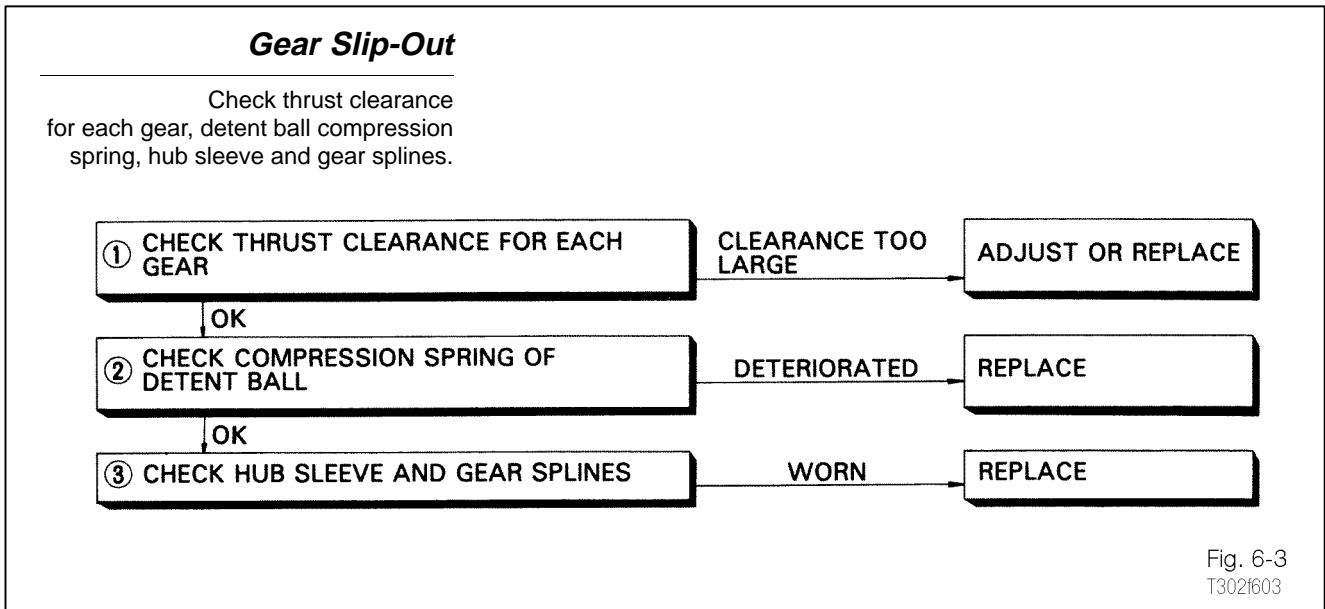 Gear Slip-Out
Check thrust clearance
for each gear, detent ball compression
spring, hub sleeve and gear splines.
① CHECK THRUST CLEARANCE FOR EACH
GEAR
CLEARANCE TOO
LARGE
ADJUST OR REPLACE
OK
② CHECK COMPRESSION SPRING OF
DETENT BALL
DETERIORATED
REPLACE
OK
③ CHECK HUB SLEEVE AND GEAR SPLINES
WORN
REPLACE
Fig. 6-3
T302f603